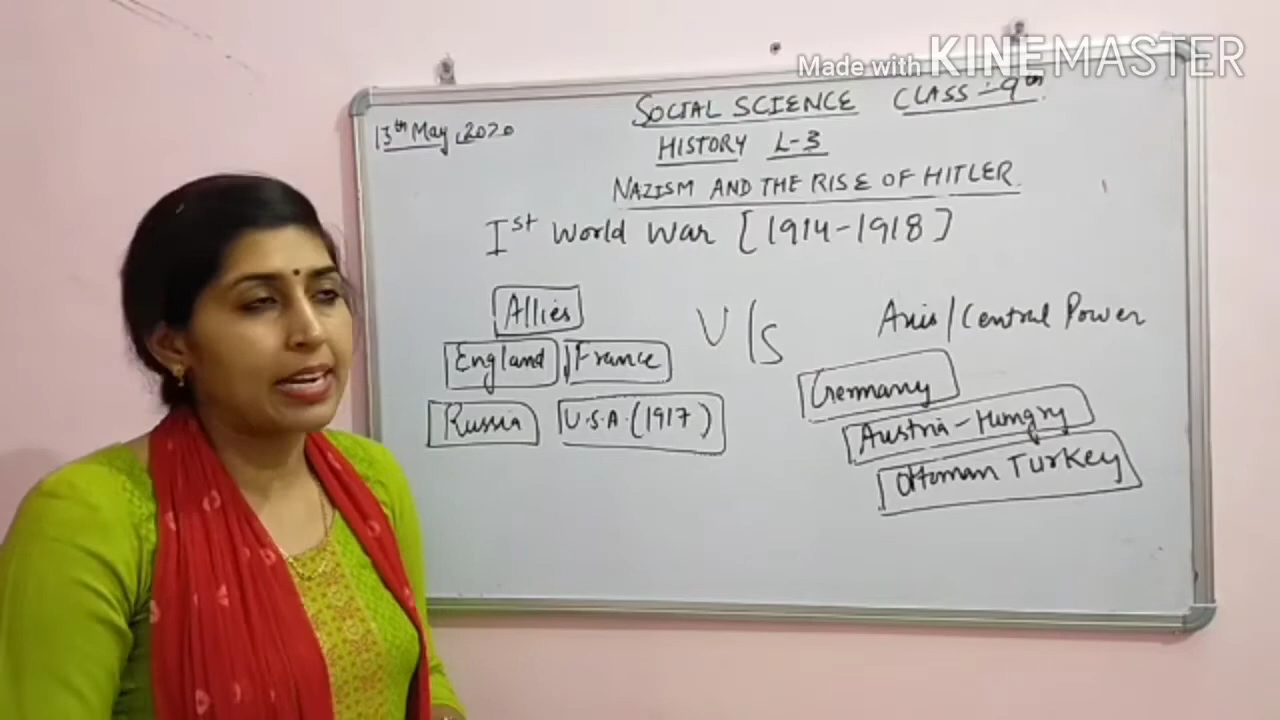 Made with KINEMASTER
13th May, 2020
SOCIAL SCIENCE CLASS :- 9th
HISTORY L-3
NAZISM AND THE RISE OF HITLER
Ist World War [1914-1918]
Allies V/S Axis/Central Power
England France
Germany
Russia U.S.A. (1917)
Austria-Hungry
Ottoman Turkey